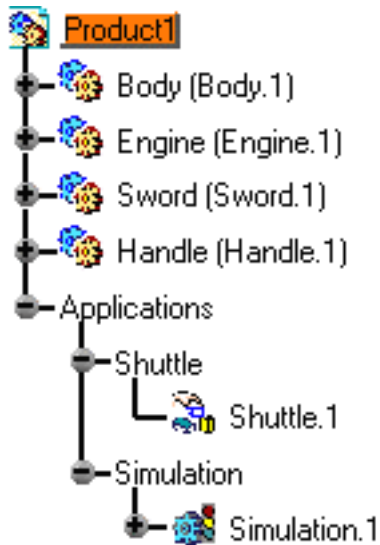 Product1
Body (Body.1)
Engine (Engine.1)
Sword (Sword.1)
Handle (Handle.1)
Applications
Shuttle
Shuttle.1
Simulation
Simulation.1